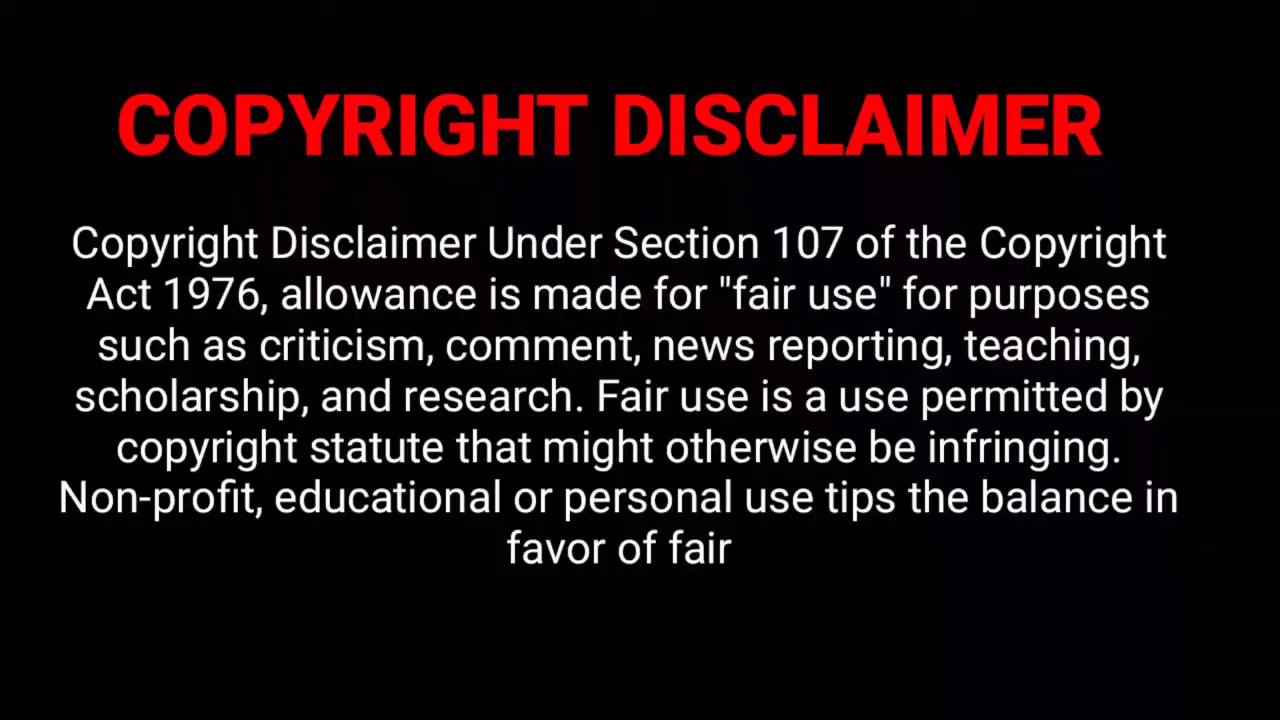 COPYRIGHT DISCLAIMER
Copyright Disclaimer Under Section 107 of the Copyright
Act 1976, allowance is made for "fair use" for purposes
such as criticism, comment, news reporting, teaching,
scholarship, and research. Fair use is a use permitted by
copyright statute that might otherwise be infringing.
Non-profit, educational or personal use tips the balance in
favor of fair